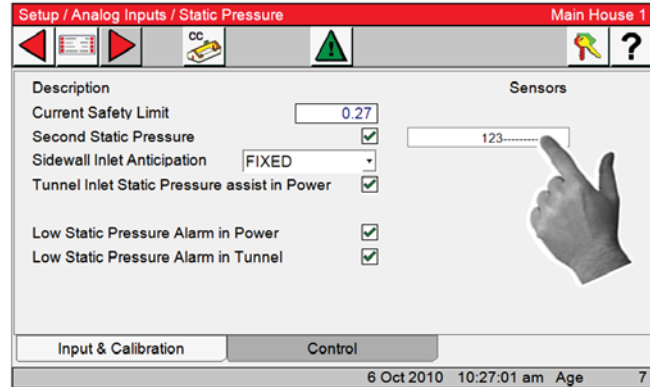 Setup / Analog Inputs / Static Pressure Main House 1
CC
?
Description Sensors
Current Safety Limit 0.27
Second Static Pressure 123---------
Sidewall Inlet Anticipation FIXED
Tunnel Inlet Static Pressure assist in Power
Low Static Pressure Alarm in Power
Low Static Pressure Alarm in Tunnel
Input & Calibration Control
6 Oct 2010 10:27:01 am Age 7